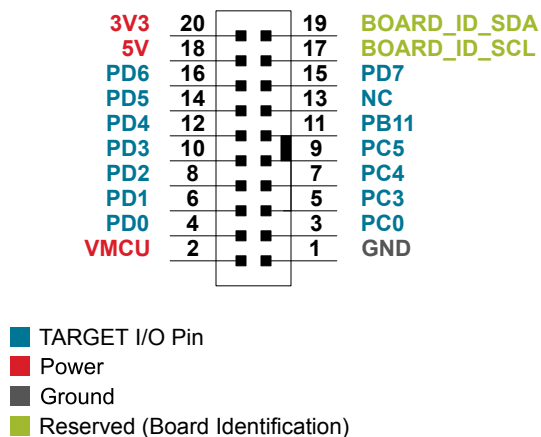 3V3 20 19 BOARD_ID_SDA
5V 18 17 BOARD_ID_SCL
PD6 16 15 PD7
PD5 14 13 NC
PD4 12 11 PB11
PD3 10 9 PC5
PD2 8 7 PC4
PD1 6 5 PC3
PD0 4 3 PC0
VMCU 2 1 GND
TARGET I/O Pin
Power
Ground
Reserved (Board Identification)